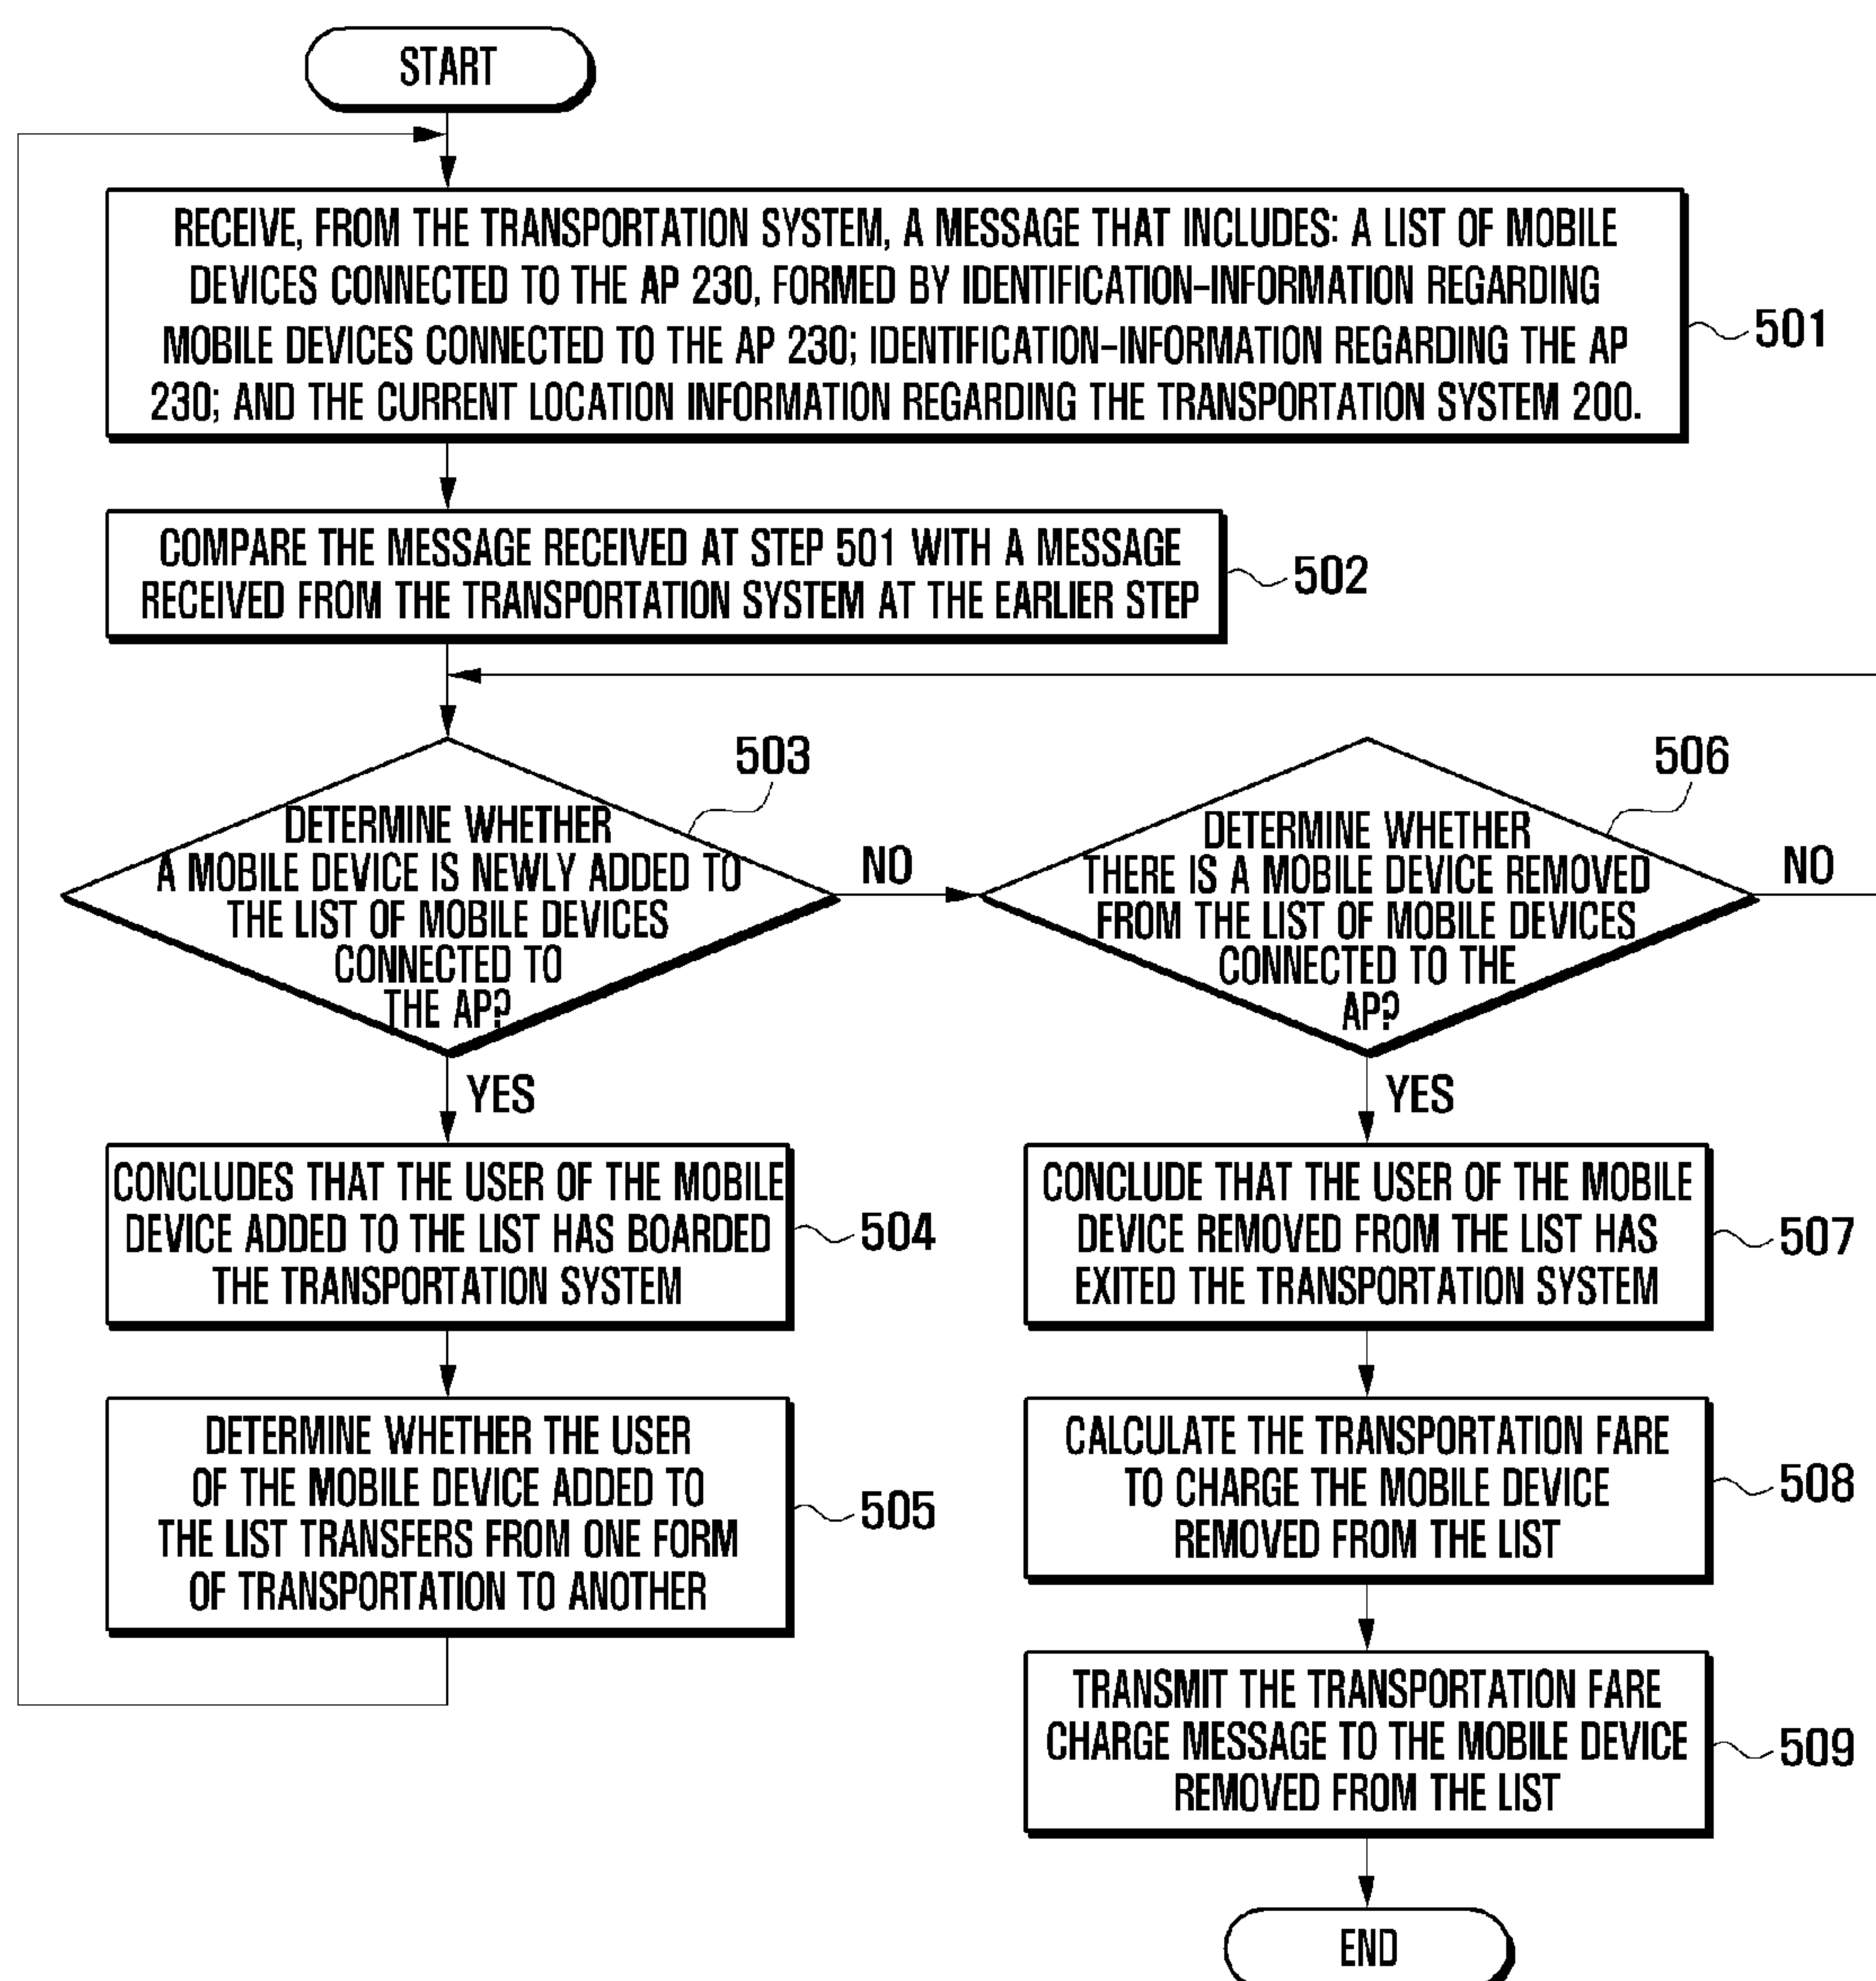 START
RECEIVE, FROM THE TRANSPORTATION SYSTEM, A MESSAGE THAT INCLUDES: A LIST OF MOBILE
DEVICES CONNECTED TO THE AP 230, FORMED BY IDENTIFICATION-INFORMATION REGARDING
MOBILE DEVICES CONNECTED TO THE AP 230; IDENTIFICATION-INFORMATION REGARDING THE AP
230; AND THE CURRENT LOCATION INFORMATION REGARDING THE TRANSPORTATION SYSTEM 200.
501
COMPARE THE MESSAGE RECEIVED AT STEP 501 WITH A MESSAGE
RECEIVED FROM THE TRANSPORTATION SYSTEM AT THE EARLIER STEP
502
503
DETERMINE WHETHER
A MOBILE DEVICE IS NEWLY ADDED TO
THE LIST OF MOBILE DEVICES
CONNECTED TO
THE AP?
NO
YES
506
DETERMINE WHETHER
THERE IS A MOBILE DEVICE REMOVED
FROM THE LIST OF MOBILE DEVICES
CONNECTED TO THE
AP?
NO
YES
CONCLUDES THAT THE USER OF THE MOBILE
DEVICE ADDED TO THE LIST HAS BOARDED
THE TRANSPORTATION SYSTEM
504
DETERMINE WHETHER THE USER
OF THE MOBILE DEVICE ADDED TO
THE LIST TRANSFERS FROM ONE FORM
OF TRANSPORTATION TO ANOTHER
505
CONCLUDE THAT THE USER OF THE MOBILE
DEVICE REMOVED FROM THE LIST HAS
EXITED THE TRANSPORTATION SYSTEM
507
CALCULATE THE TRANSPORTATION FARE
TO CHARGE THE MOBILE DEVICE
REMOVED FROM THE LIST
508
TRANSMIT THE TRANSPORTATION FARE
CHARGE MESSAGE TO THE MOBILE DEVICE
REMOVED FROM THE LIST
509
END